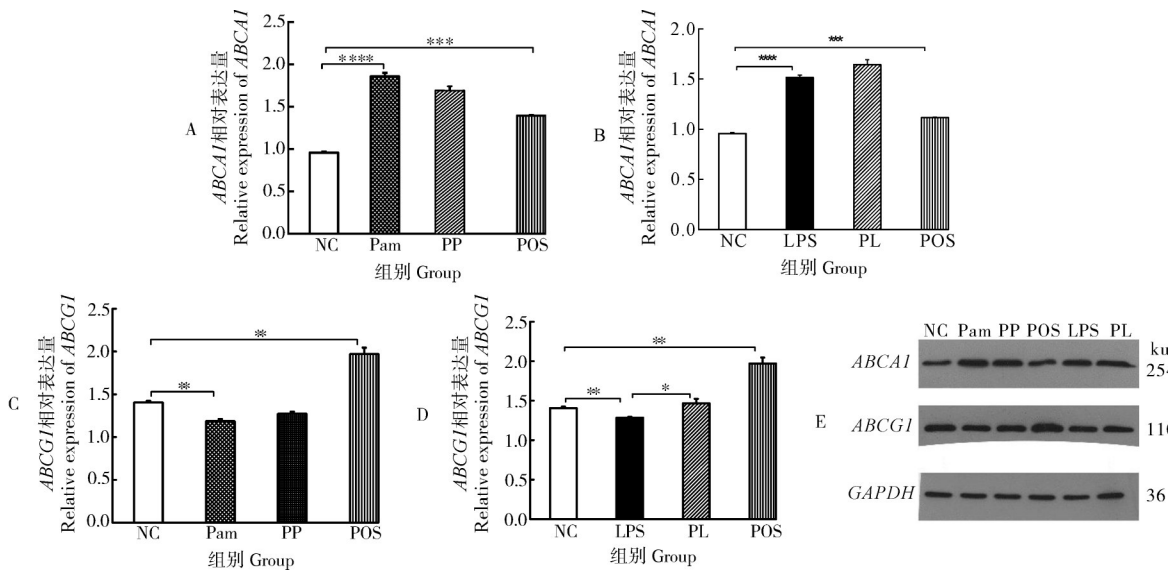 A
ABCA1相对表达量
Relative expression of ABCA1
2.5
2.0
1.5
1.0
0.5
0.0
****
***
NC Pam PP POS
组别 Group
B
ABCA1相对表达量
Relative expression of ABCA1
2.0
1.5
1.0
0.5
0.0
****
***
NC LPS PL POS
组别 Group
C
ABCG1相对表达量
Relative expression of ABCG1
2.5
2.0
1.5
1.0
0.5
0.0
**
**
NC Pam PP POS
组别 Group
D
ABCG1相对表达量
Relative expression of ABCG1
2.5
2.0
1.5
1.0
0.5
0.0
**
*
**
NC LPS PL POS
组别 Group
E
NC Pam PP POS LPS PL
ku
ABCA1 254
ABCG1
GAPDH 36